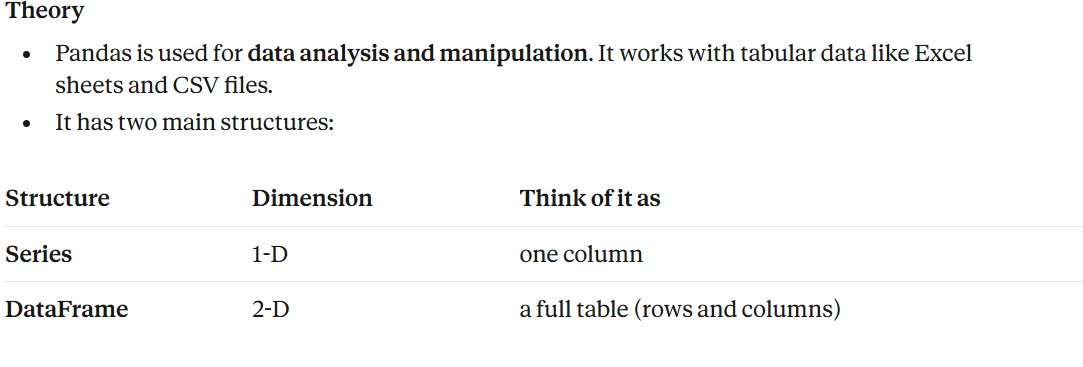 Theory
• Pandas is used for data analysis and manipulation. It works with tabular data like Excel
sheets and CSV files.
• It has two main structures:
Structure Dimension Think of it as
Series 1-D one column
DataFrame 2-D a full table (rows and columns)